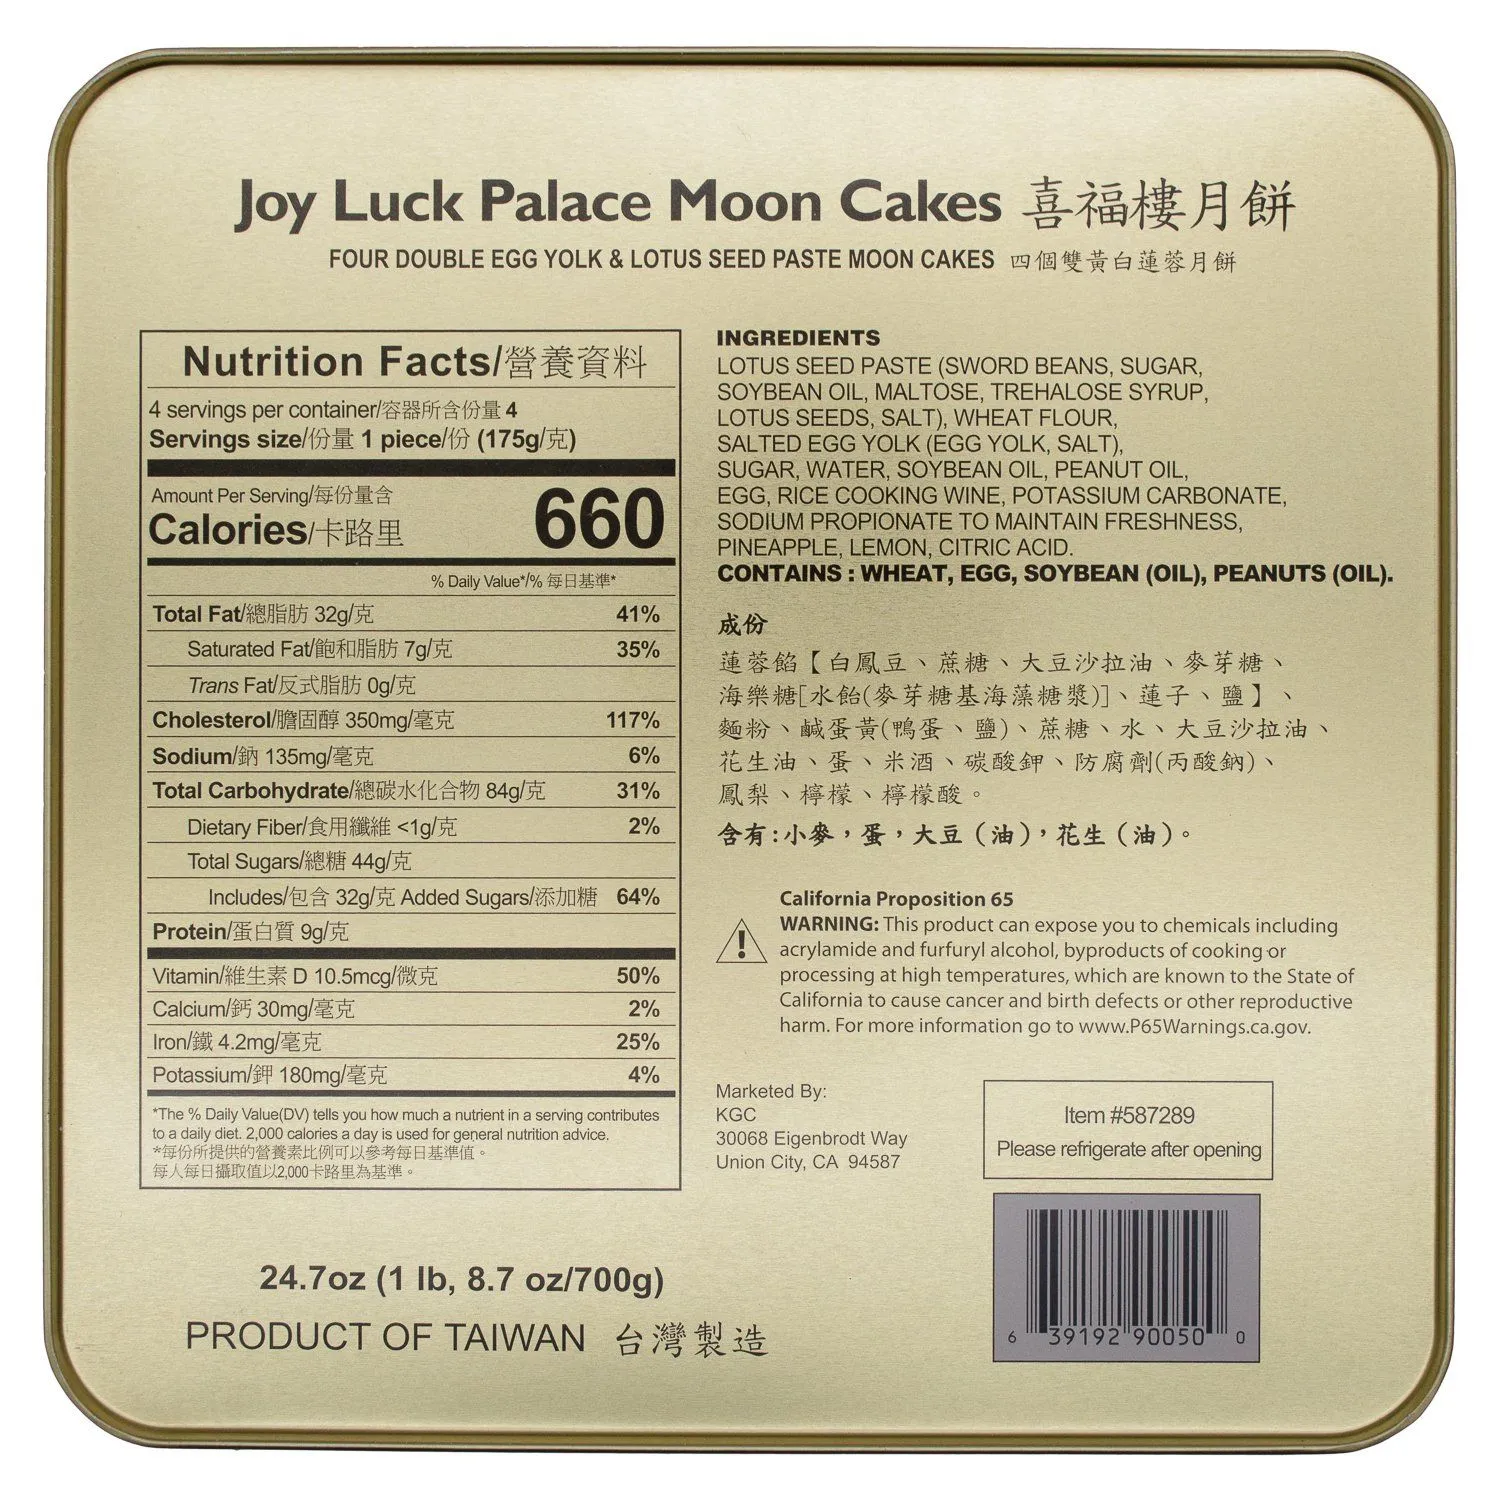 Joy Luck Palace Moon Cakes 喜福樓月餅
FOUR DOUBLE EGG YOLK & LOTUS SEED PASTE MOON CAKES 四個雙黃白蓮蓉月餅
Nutrition Facts/營養資料
4 servings per container/容器所含份量 4
Servings size/份量 1 piece/份 (175g/克)
Amount Per Serving/每份量含
Calories/卡路里 660
% Daily Value*/% 每日基準*
Total Fat/總脂肪 32g/克 41%
Saturated Fat/飽和脂肪 7g/克 35%
Trans Fat/反式脂肪 0g/克
Cholesterol/膽固醇 350mg/毫克 117%
Sodium/鈉 135mg/毫克 6%
Total Carbohydrate/總碳水化合物 84g/克 31%
Dietary Fiber/食用纖維 <1g/克 2%
Total Sugars/總糖 44g/克
Includes/包含 32g/克 Added Sugars/添加糖 64%
Protein/蛋白質 9g/克
Vitamin/維生素 D 10.5mcg/微克 50%
Calcium/鈣 30mg/毫克 2%
Iron/鐵 4.2mg/毫克 25%
Potassium/鉀 180mg/毫克 4%
*The % Daily Value(DV) tells you how much a nutrient in a serving contributes
to a daily diet. 2,000 calories a day is used for general nutrition advice.
*每份所提供的營養素比例可以參考每日基準值。
每人每日攝取值以2,000卡路里為基準。
24.7oz (1 lb, 8.7 oz/700g)
PRODUCT OF TAIWAN 台灣製造
INGREDIENTS
LOTUS SEED PASTE (SWORD BEANS, SUGAR,
SOYBEAN OIL, MALTOSE, TREHALOSE SYRUP,
LOTUS SEEDS, SALT), WHEAT FLOUR,
SALTED EGG YOLK (EGG YOLK, SALT),
SUGAR, WATER, SOYBEAN OIL, PEANUT OIL,
EGG, RICE COOKING WINE, POTASSIUM CARBONATE,
SODIUM PROPIONATE TO MAINTAIN FRESHNESS,
PINEAPPLE, LEMON, CITRIC ACID.
CONTAINS : WHEAT, EGG, SOYBEAN (OIL), PEANUTS (OIL).
成份
蓮蓉餡【白鳳豆、蔗糖、大豆沙拉油、麥芽糖、
海樂糖[水飴(麥芽糖基海藻糖漿)]、蓮子、鹽】、
麵粉、鹹蛋黃(鴨蛋、鹽)、蔗糖、水、大豆沙拉油、
花生油、蛋、米酒、碳酸鉀、防腐劑(丙酸鈉)、
鳳梨、檸檬、檸檬酸。
含有:小麥，蛋，大豆（油），花生（油）。
California Proposition 65
WARNING: This product can expose you to chemicals including
acrylamide and furfuryl alcohol, byproducts of cooking or
processing at high temperatures, which are known to the State of
California to cause cancer and birth defects or other reproductive
harm. For more information go to www.P65Warnings.ca.gov.
Marketed By:
KGC
30068 Eigenbrodt Way
Union City, CA 94587
Item #587289
Please refrigerate after opening
6 39192 90050 0